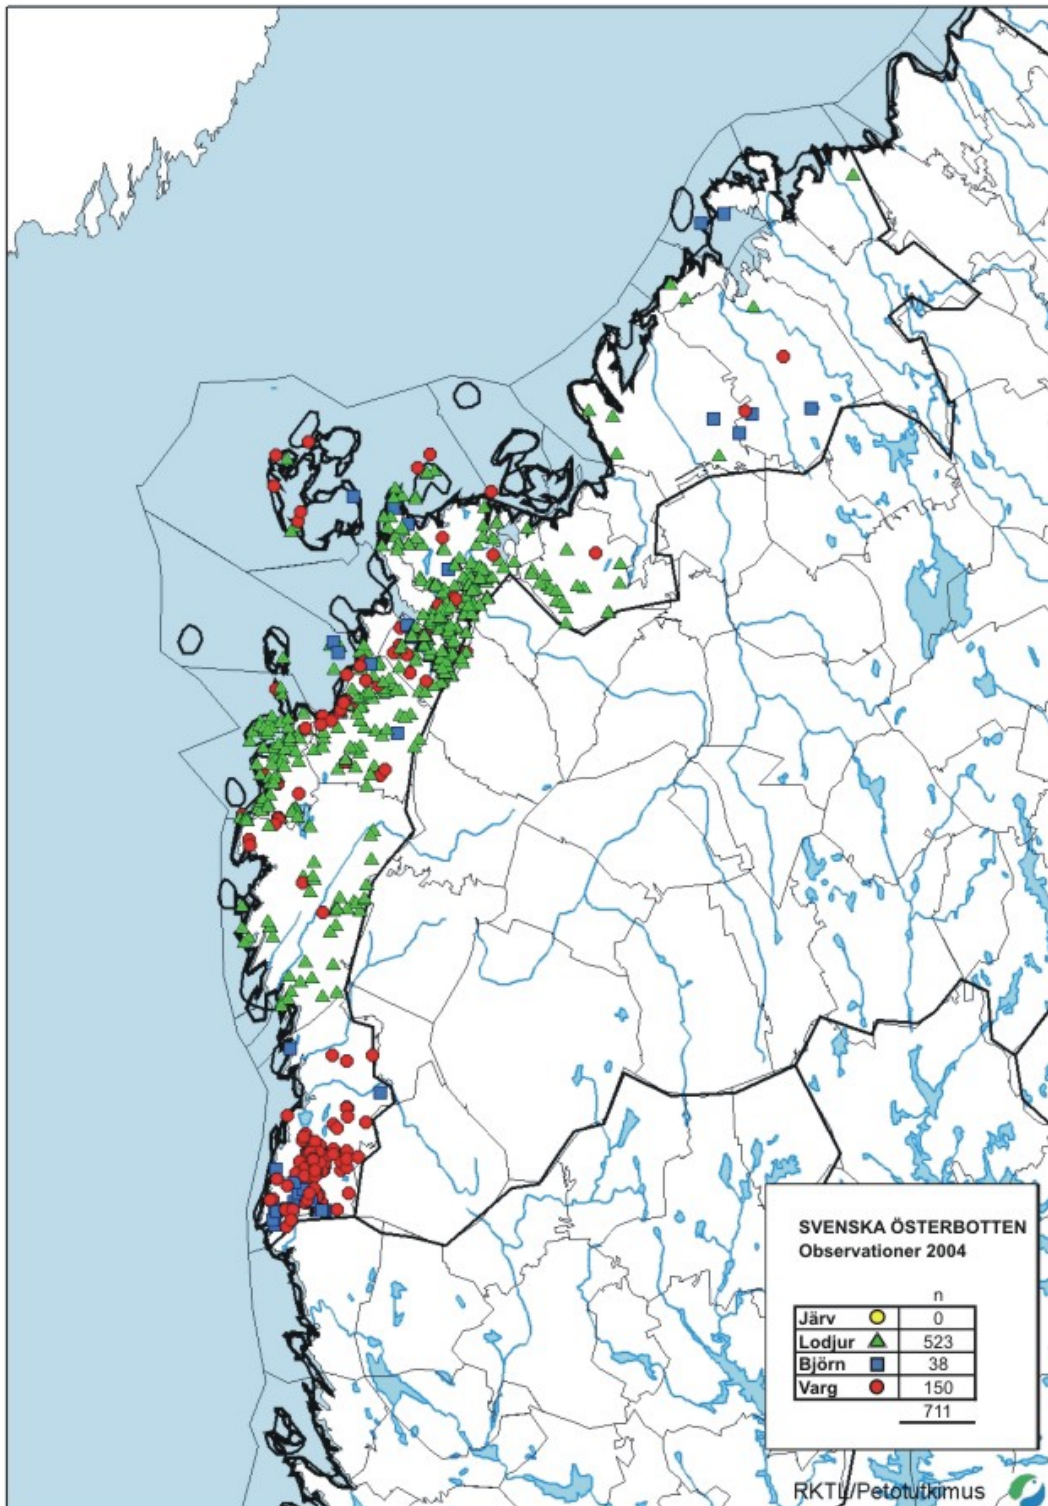 SVENSKA ÖSTERBOTTEN
Observationer 2004
n
Järv 0
Lodjur 523
Björn 38
Varg 150
711
RKTL/Petotutkimus